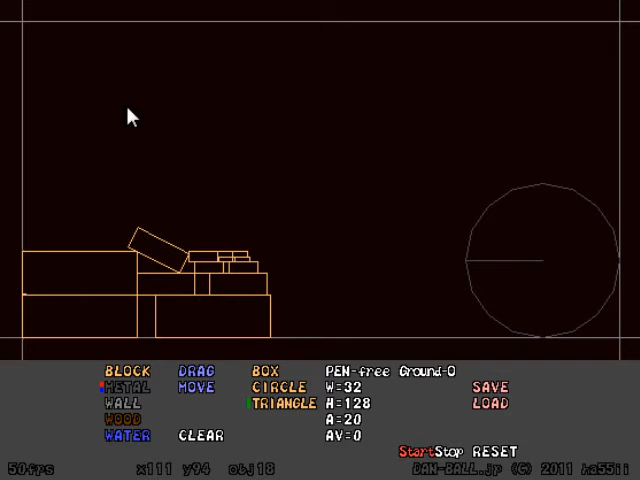 BLOCK DRAG BOX PEN-free Ground-0
METAL MOVE CIRCLE W=32 SAVE
WALL TRIANGLE H=128 LOAD
WOOD A=20
WATER CLEAR AV=0
StartStop RESET
50fps x111 y94 obj18 DAN-BALL.jp (C) 2011 ha55ii